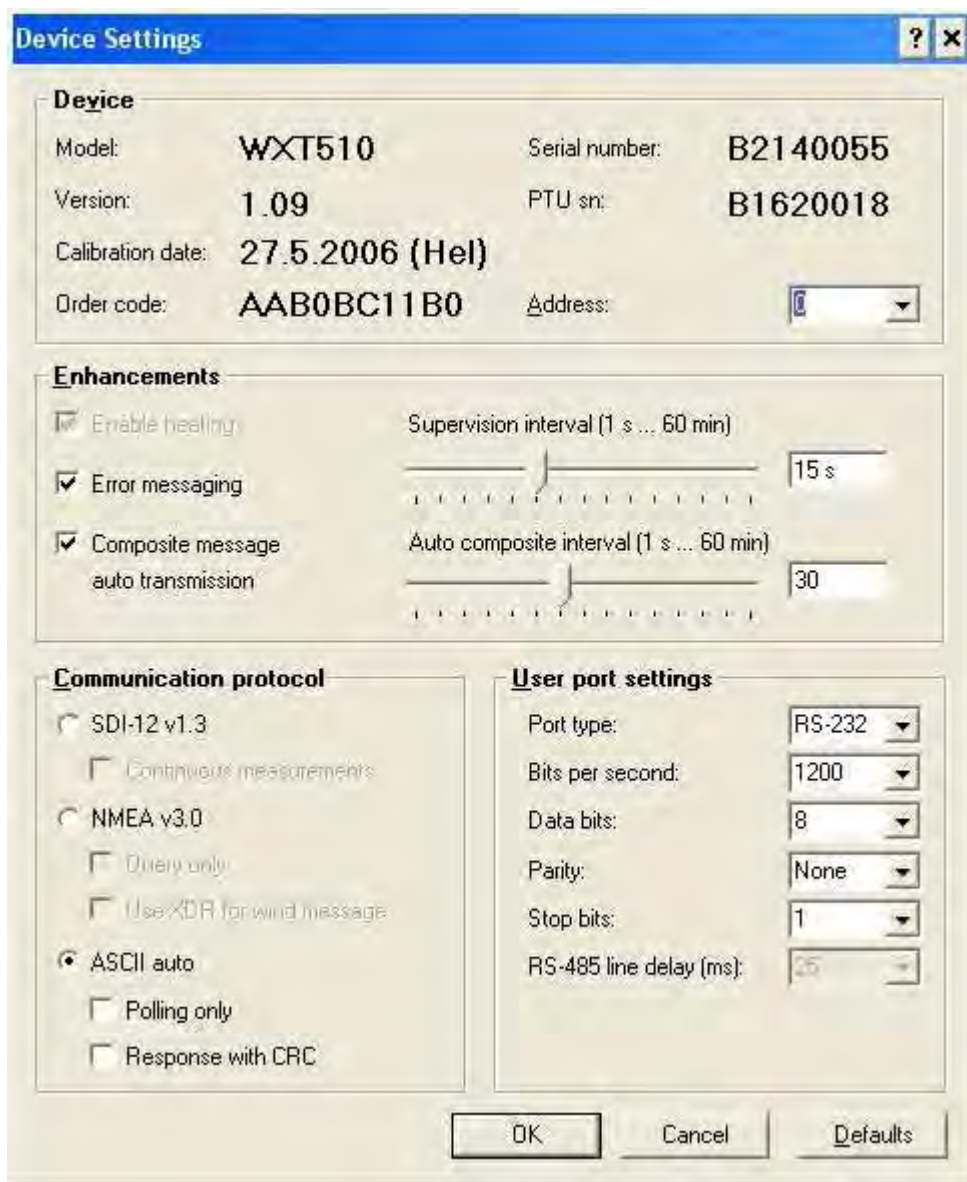 Device Settings ? ×
Device
Model: WXT510 Serial number: B2140055
Version: 1.09 PTU sn: B1620018
Calibration date: 27.5.2006 (Hel)
Order code: AAB0BC11B0 Address: 0
Enhancements
Enable heating Supervision interval (1 s ... 60 min)
Error messaging 15 s
Composite message Auto composite interval (1 s ... 60 min)
auto transmission 30
Communication protocol
SDI-12 v1.3
Continuous measurements
NMEA v3.0
Query only
Use XDR for wind message
ASCII auto
Polling only
Response with CRC
User port settings
Port type: RS-232
Bits per second: 1200
Data bits: 8
Parity: None
Stop bits: 1
RS-485 line delay (ms): 25
OK Cancel Defaults